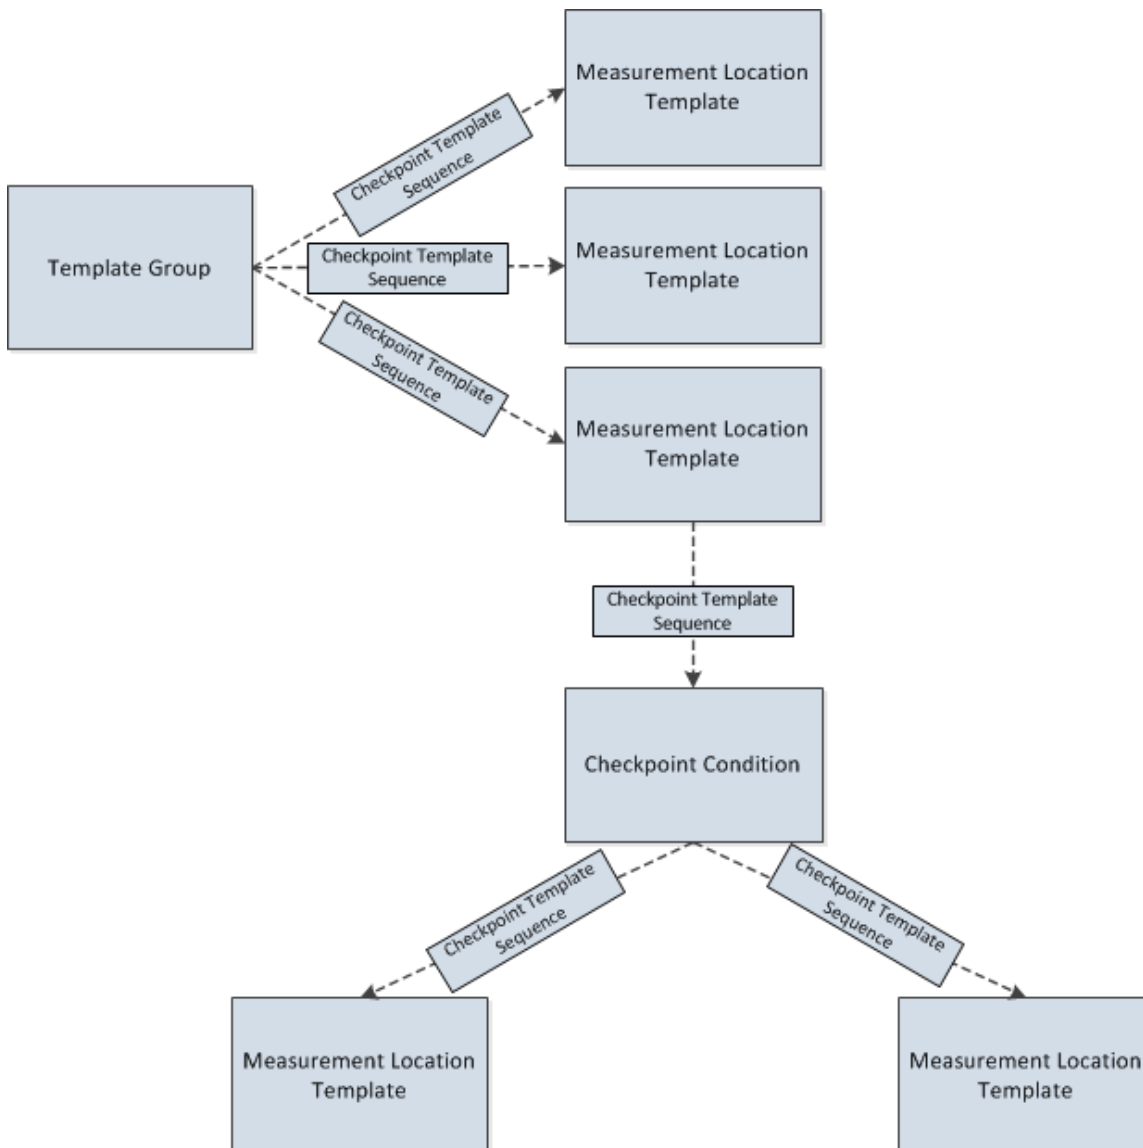 Measurement Location
Template
Checkpoint Template
Sequence
Template Group
Checkpoint Template
Sequence
Measurement Location
Template
Checkpoint Template
Sequence
Measurement Location
Template
Checkpoint Template
Sequence
Checkpoint Condition
Checkpoint Template
Sequence
Checkpoint Template
Sequence
Measurement Location
Template
Measurement Location
Template